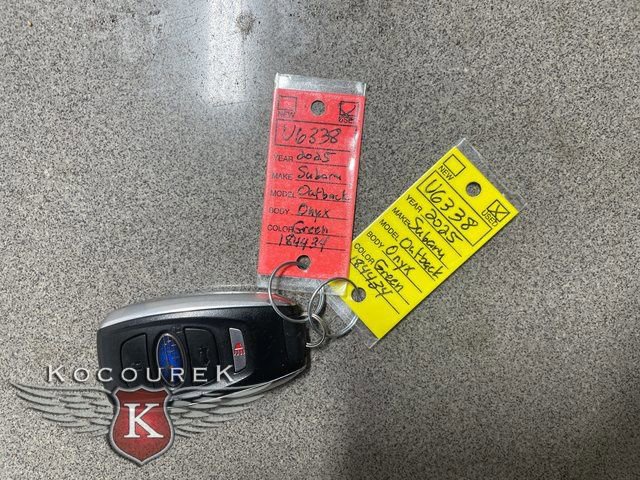 NEW
USED
U6338
YEAR 2025
MAKE Subaru
MODEL Outback
BODY Onyx
COLOR Green
184434
NEW
USED
U6338
YEAR 2025
MAKE Subaru
MODEL Outback
BODY Onyx
COLOR Green
184434
KOCOUREK
K